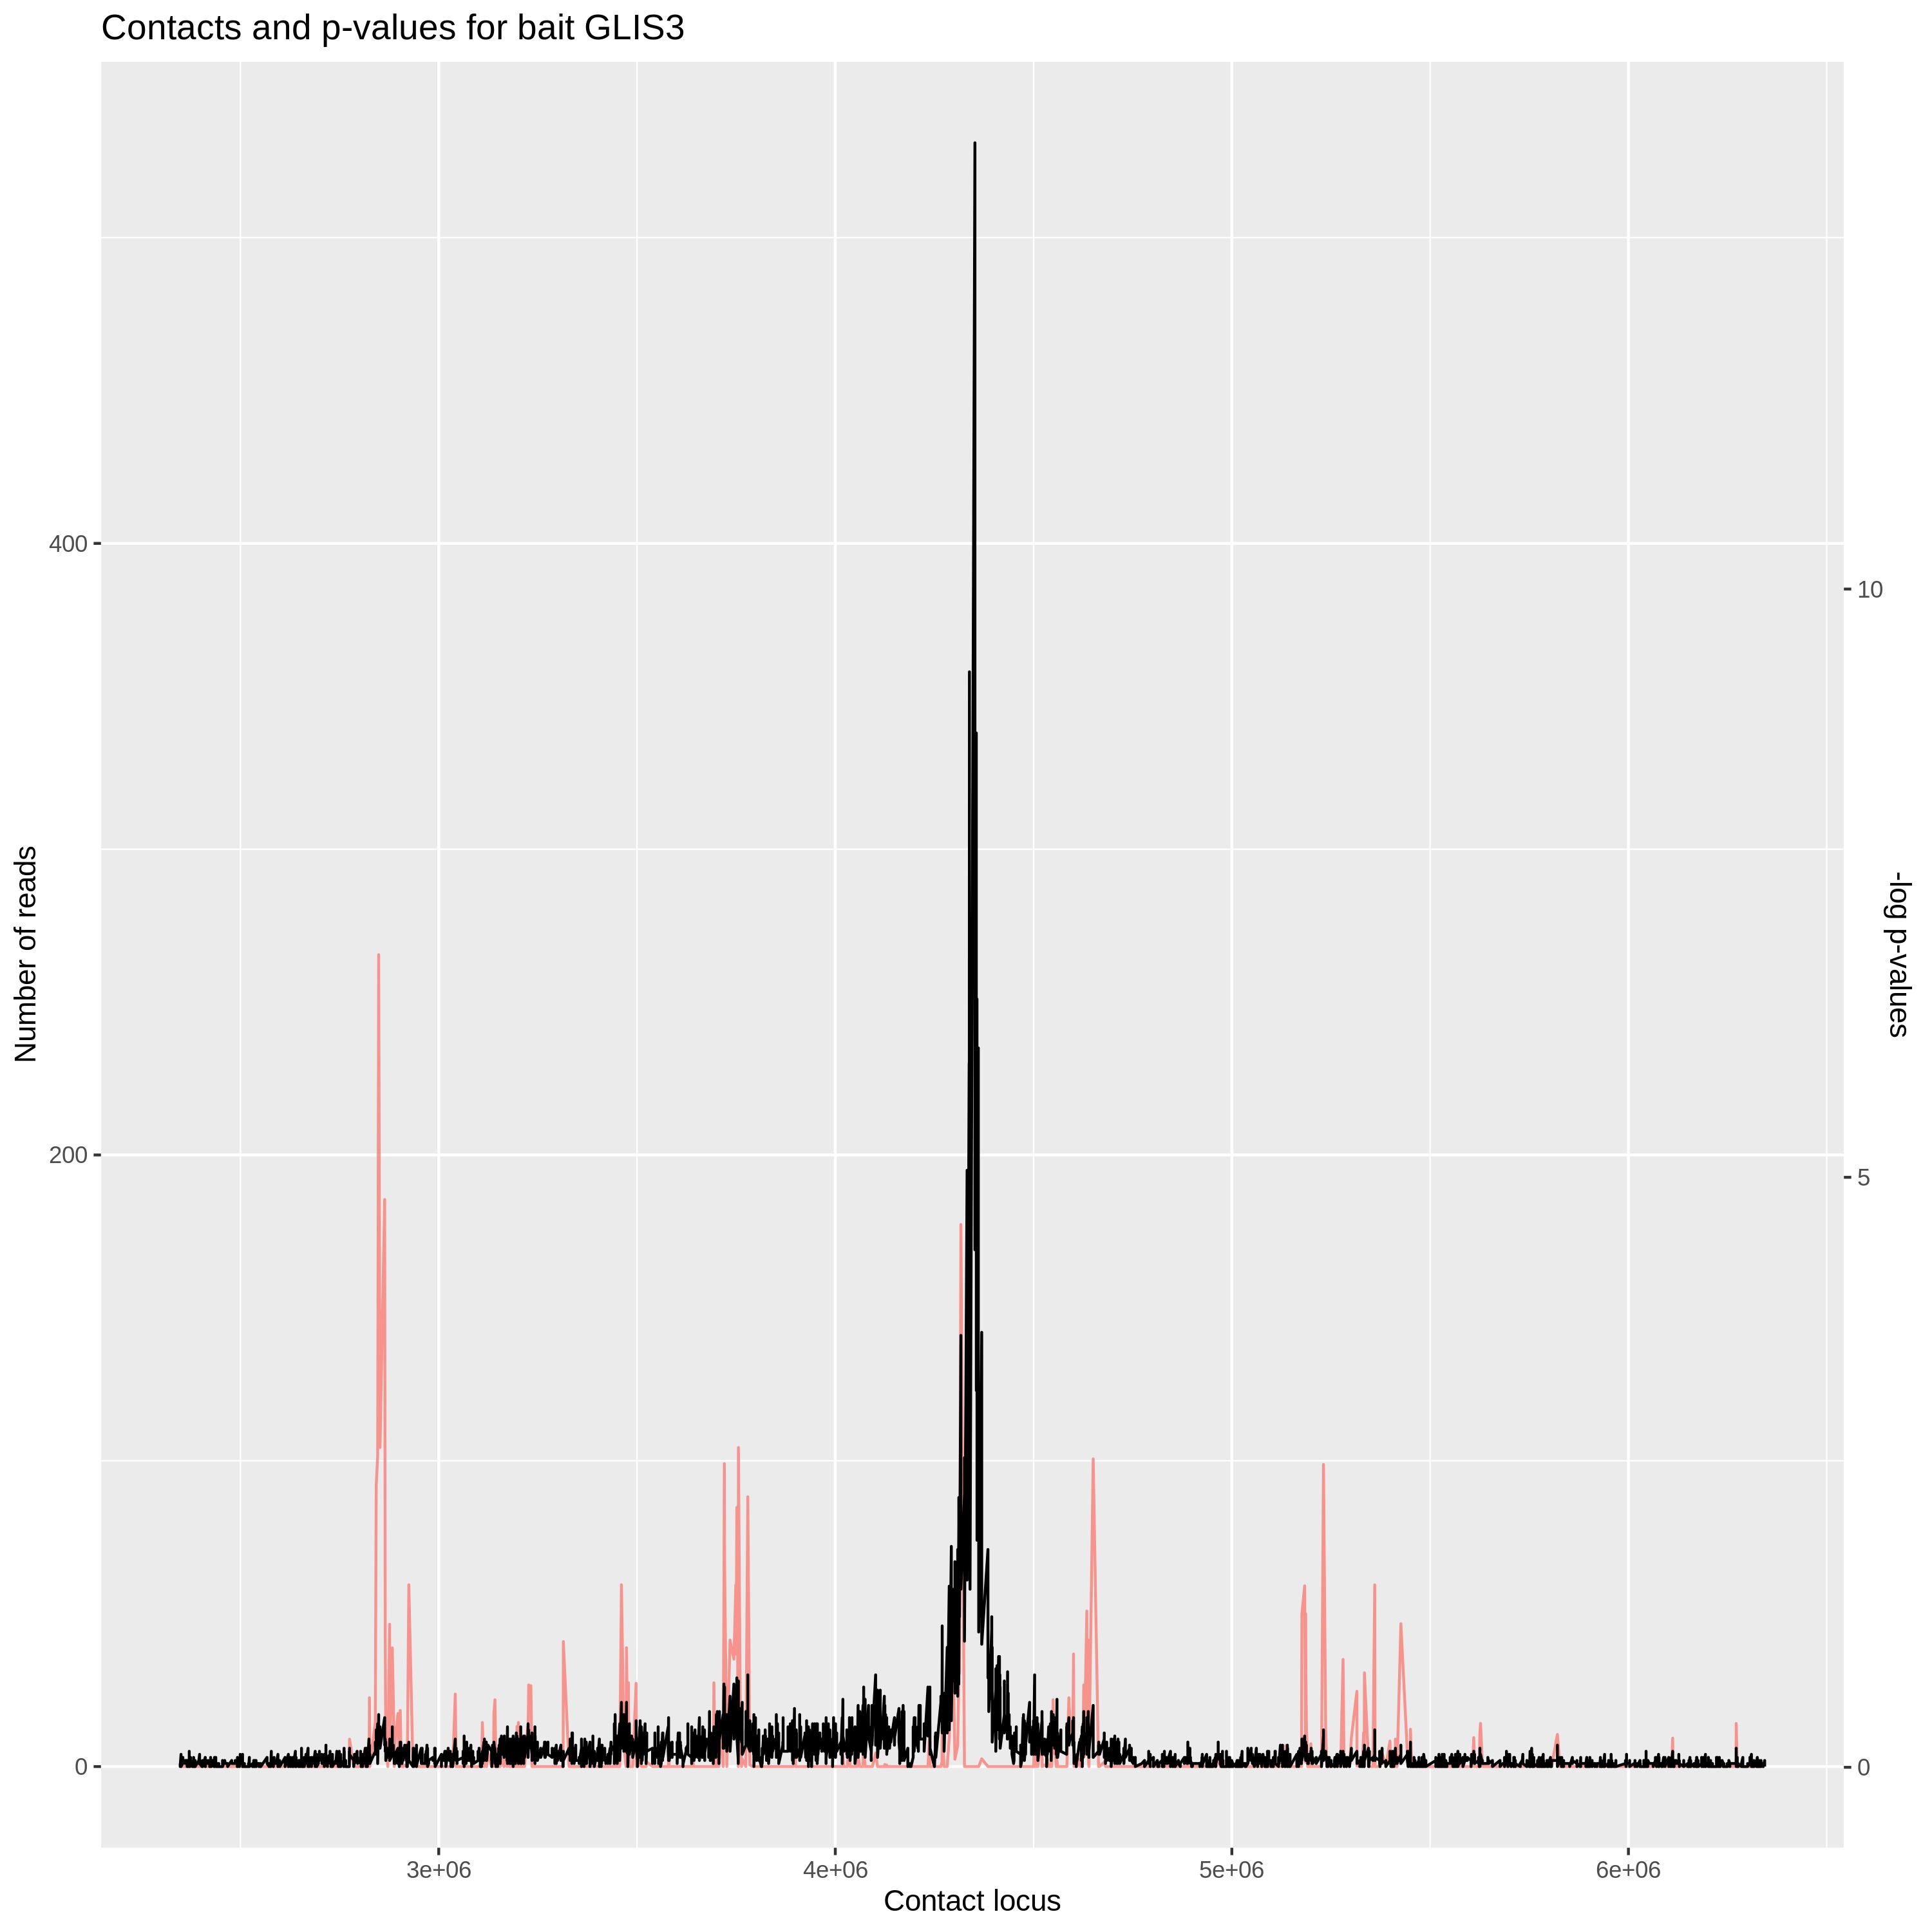 Contacts and p-values for bait GLIS3
Number of reads
400
200
0
10
5
0
-log p-values
3e+06
4e+06
5e+06
6e+06
Contact locus